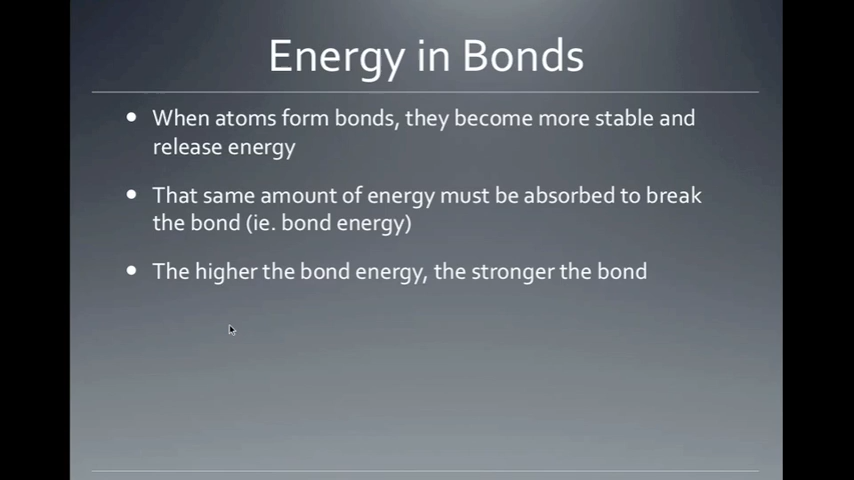 Energy in Bonds
• When atoms form bonds, they become more stable and
release energy
• That same amount of energy must be absorbed to break
the bond (ie. bond energy)
• The higher the bond energy, the stronger the bond